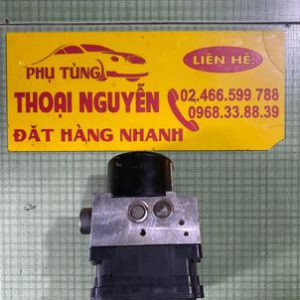 LIÊN HỆ:
PHỤ TÙNG
THOẠI NGUYỄN
02.466.599.788
0968.33.88.39
ĐẶT HÀNG NHANH